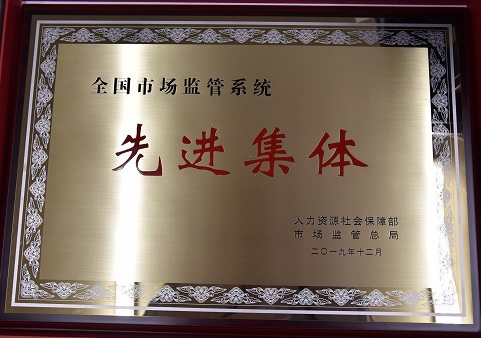 全国市场监管系统
先进集体
人力资源社会保障部
市场监管总局
二〇一九年十二月